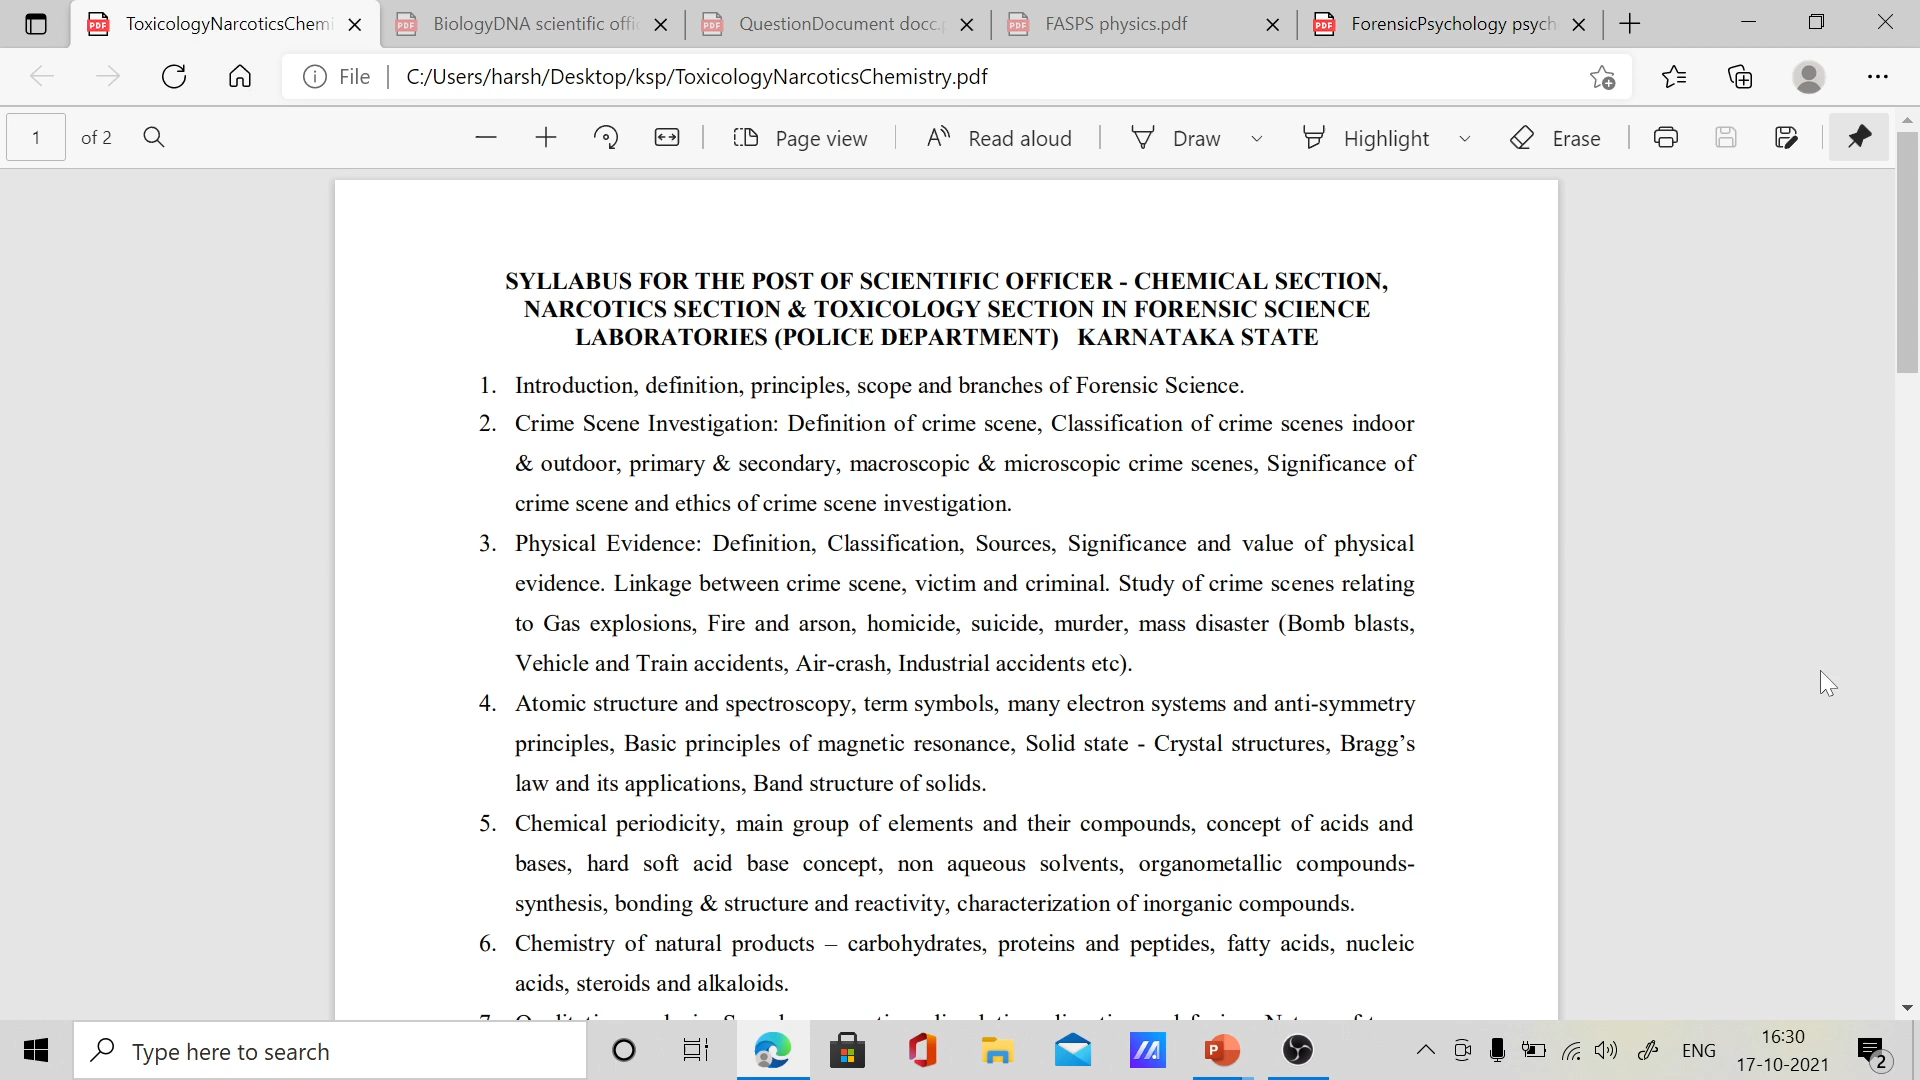 ToxicologyNarcoticsChemi
BiologyDNA scientific offic
QuestionDocument docc.p
FASPS physics.pdf
ForensicPsychology psych
File
C:/Users/harsh/Desktop/ksp/ToxicologyNarcoticsChemistry.pdf
1 of 2
Page view
Read aloud
Draw
Highlight
Erase
SYLLABUS FOR THE POST OF SCIENTIFIC OFFICER - CHEMICAL SECTION,
NARCOTICS SECTION & TOXICOLOGY SECTION IN FORENSIC SCIENCE
LABORATORIES (POLICE DEPARTMENT) KARNATAKA STATE
1. Introduction, definition, principles, scope and branches of Forensic Science.
2. Crime Scene Investigation: Definition of crime scene, Classification of crime scenes indoor
& outdoor, primary & secondary, macroscopic & microscopic crime scenes, Significance of
crime scene and ethics of crime scene investigation.
3. Physical Evidence: Definition, Classification, Sources, Significance and value of physical
evidence. Linkage between crime scene, victim and criminal. Study of crime scenes relating
to Gas explosions, Fire and arson, homicide, suicide, murder, mass disaster (Bomb blasts,
Vehicle and Train accidents, Air-crash, Industrial accidents etc).
4. Atomic structure and spectroscopy, term symbols, many electron systems and anti-symmetry
principles, Basic principles of magnetic resonance, Solid state - Crystal structures, Bragg’s
law and its applications, Band structure of solids.
5. Chemical periodicity, main group of elements and their compounds, concept of acids and
bases, hard soft acid base concept, non aqueous solvents, organometallic compounds-
synthesis, bonding & structure and reactivity, characterization of inorganic compounds.
6. Chemistry of natural products – carbohydrates, proteins and peptides, fatty acids, nucleic
acids, steroids and alkaloids.
Type here to search
ENG
16:30
17-10-2021
2